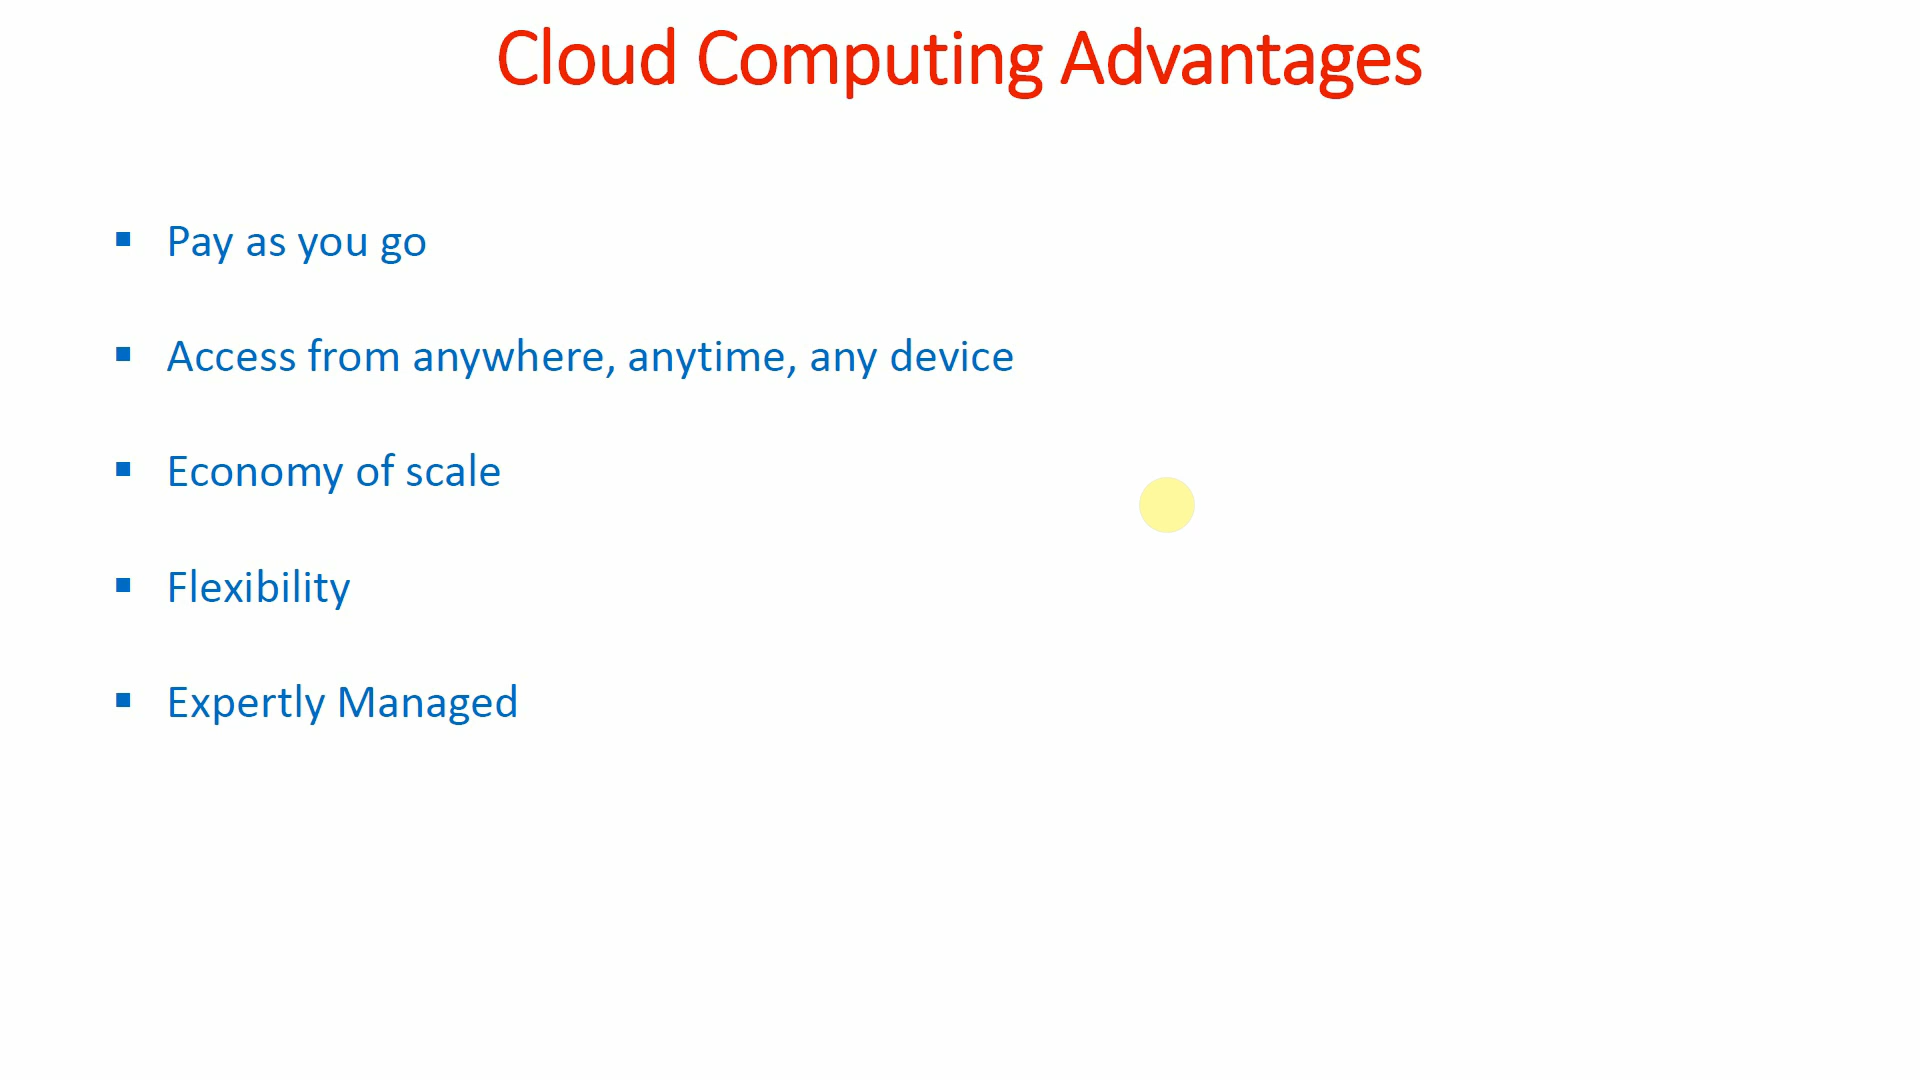 Cloud Computing Advantages
▪ Pay as you go
▪ Access from anywhere, anytime, any device
▪ Economy of scale
▪ Flexibility
▪ Expertly Managed